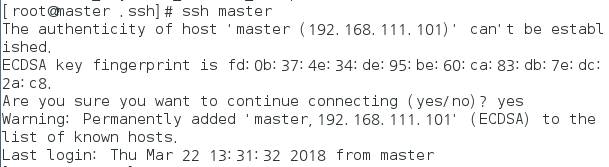 [root@master .ssh]# ssh master
The authenticity of host 'master (192.168.111.101)' can't be establ
ished.
ECDSA key fingerprint is fd:0b:37:4e:34:de:95:be:60:ca:83:db:7e:dc:
2a:c8.
Are you sure you want to continue connecting (yes/no)? yes
Warning: Permanently added 'master,192.168.111.101' (ECDSA) to the
list of known hosts.
Last login: Thu Mar 22 13:31:32 2018 from master